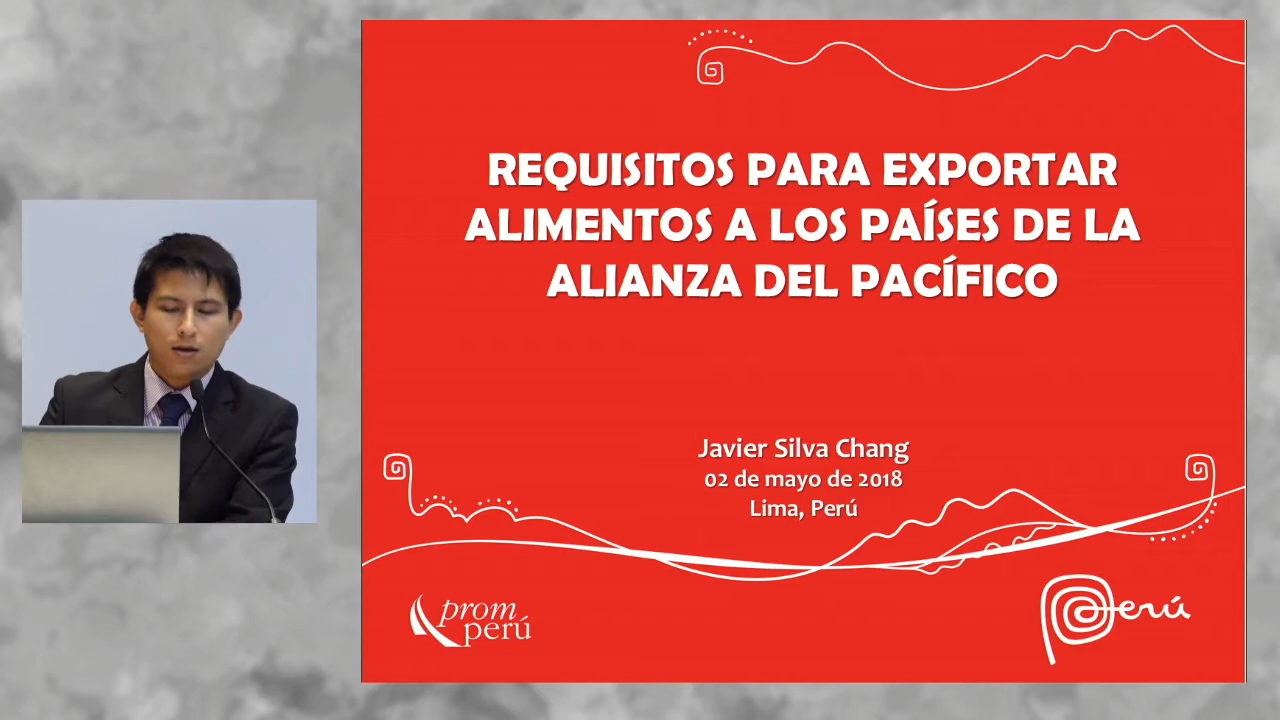 REQUISITOS PARA EXPORTAR
ALIMENTOS A LOS PAÍSES DE LA
ALIANZA DEL PACÍFICO
Javier Silva Chang
02 de mayo de 2018
Lima, Perú
prom
perú
Perú